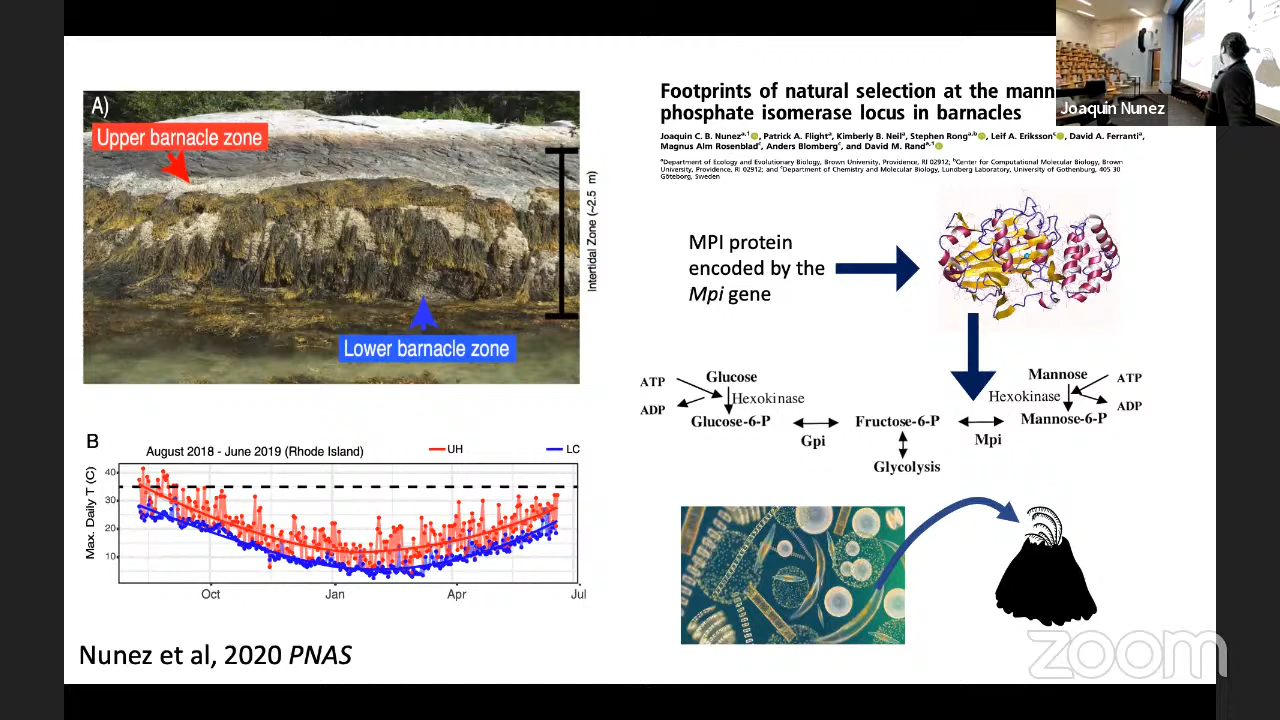 A)
Upper barnacle zone
Lower barnacle zone
Intertidal Zone (~2.5 m)
B
August 2018 - June 2019 (Rhode Island)
UH
LC
Max. Daily T (C)
40
30
20
10
Oct
Jan
Apr
Jul
Nunez et al, 2020 PNAS
Footprints of natural selection at the mann
phosphate isomerase locus in barnacles
Joaquin C. B. Nunez a,1, Patrick A. Flight a, Kimberly B. Neil a, Stephen Rong a,b, Leif A. Eriksson c, David A. Ferranti a,
Magnus Alm Rosenblad c, Anders Blomberg c, and David M. Rand a,1
a Department of Ecology and Evolutionary Biology, Brown University, Providence, RI 02912; b Center for Computational Molecular Biology, Brown
University, Providence, RI 02912; and c Department of Chemistry and Molecular Biology, Lundberg Laboratory, University of Gothenburg, 405 30
Göteborg, Sweden
MPI protein
encoded by the
Mpi gene
ATP
Glucose
ADP
Hexokinase
Glucose-6-P
Gpi
Fructose-6-P
Glycolysis
Mpi
Mannose
ATP
Hexokinase
ADP
Mannose-6-P
Joaquin Nunez
zoom